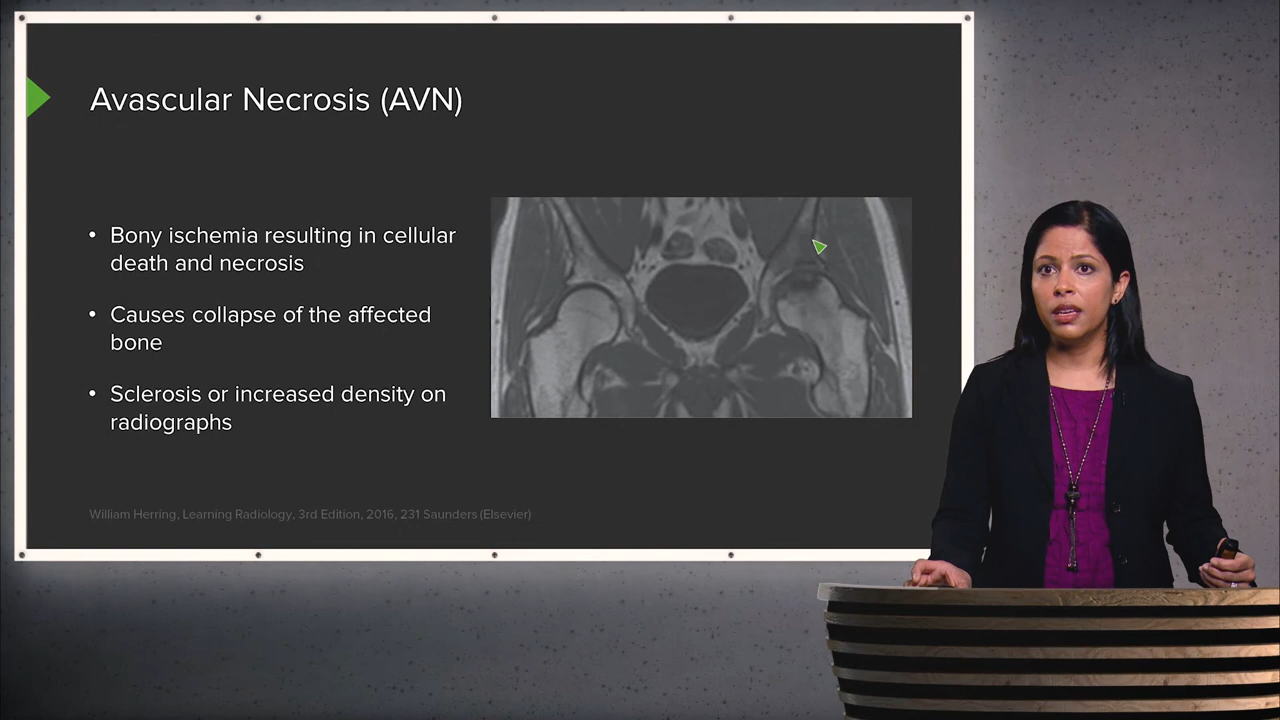 Avascular Necrosis (AVN)
• Bony ischemia resulting in cellular
death and necrosis
• Causes collapse of the affected
bone
• Sclerosis or increased density on
radiographs
William Herring, Learning Radiology, 3rd Edition, 2016, 231 Saunders (Elsevier)